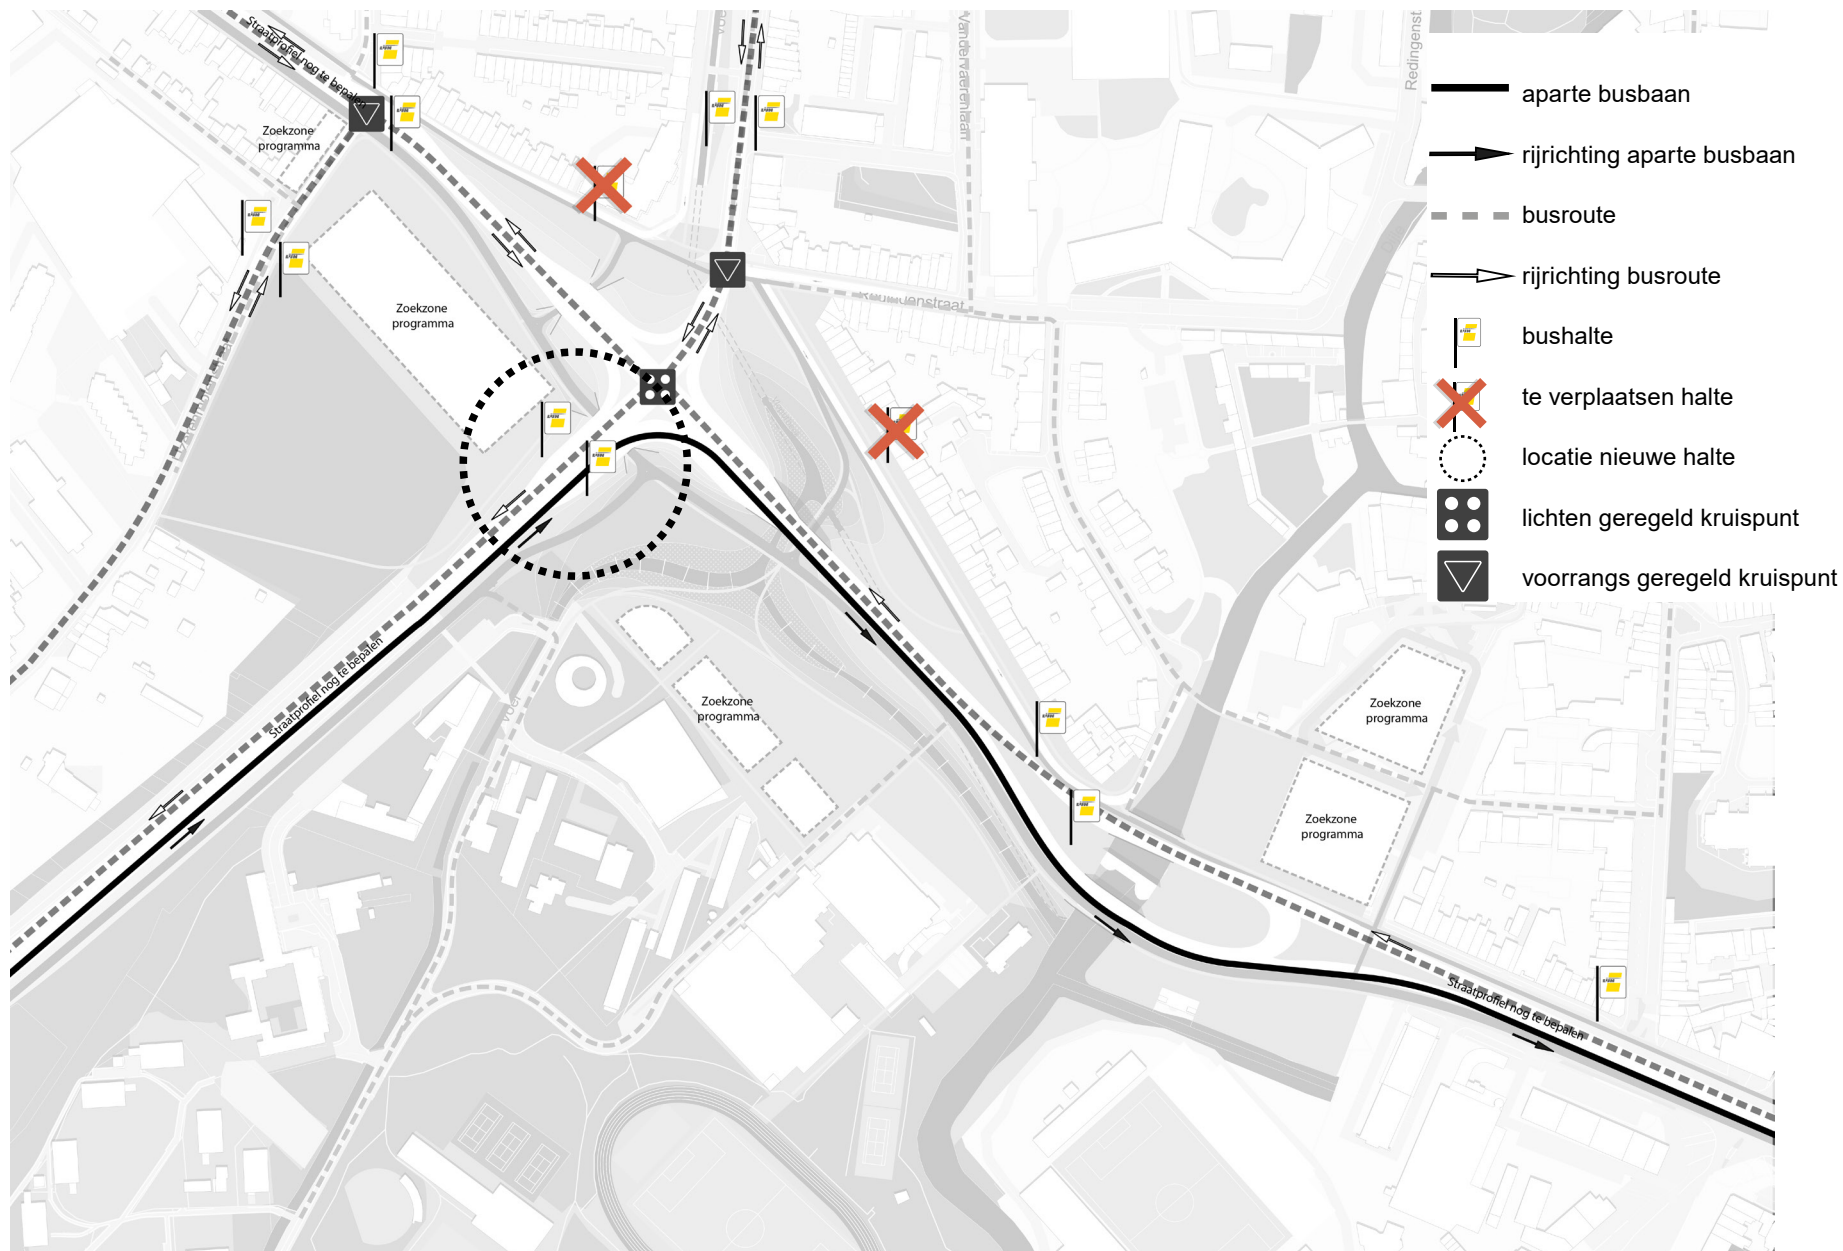 Straatprofiel nog te bepalen
Zoekzone
programma
Vandervaerenlaan
Redingenst
aparte busbaan
rijrichting aparte busbaan
busroute
rijrichting busroute
bushalte
te verplaatsen halte
locatie nieuwe halte
lichten geregeld kruispunt
voorrangs geregeld kruispunt
Zoekzone
programma
Straatprofiel nog te bepalen
Zoekzone
programma
Zoekzone
programma
Zoekzone
programma
Straatprofiel nog te bepalen